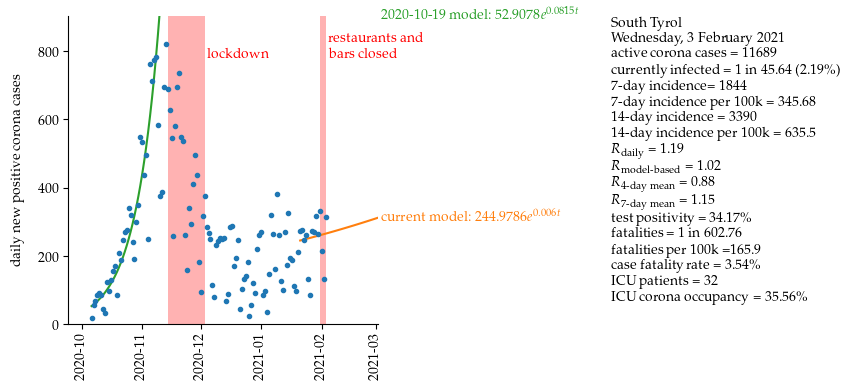 2020-10-19 model: 52.9078e^0.0815t
restaurants and
bars closed
lockdown
current model: 244.9786e^0.006t
daily new positive corona cases
800
600
400
200
0
2020-10
2020-11
2020-12
2021-01
2021-02
2021-03
South Tyrol
Wednesday, 3 February 2021
active corona cases = 11689
currently infected = 1 in 45.64 (2.19%)
7-day incidence= 1844
7-day incidence per 100k = 345.68
14-day incidence = 3390
14-day incidence per 100k = 635.5
R_daily = 1.19
R_model-based = 1.02
R_4-day mean = 0.88
R_7-day mean = 1.15
test positivity = 34.17%
fatalities = 1 in 602.76
fatalities per 100k =165.9
case fatality rate = 3.54%
ICU patients = 32
ICU corona occupancy = 35.56%